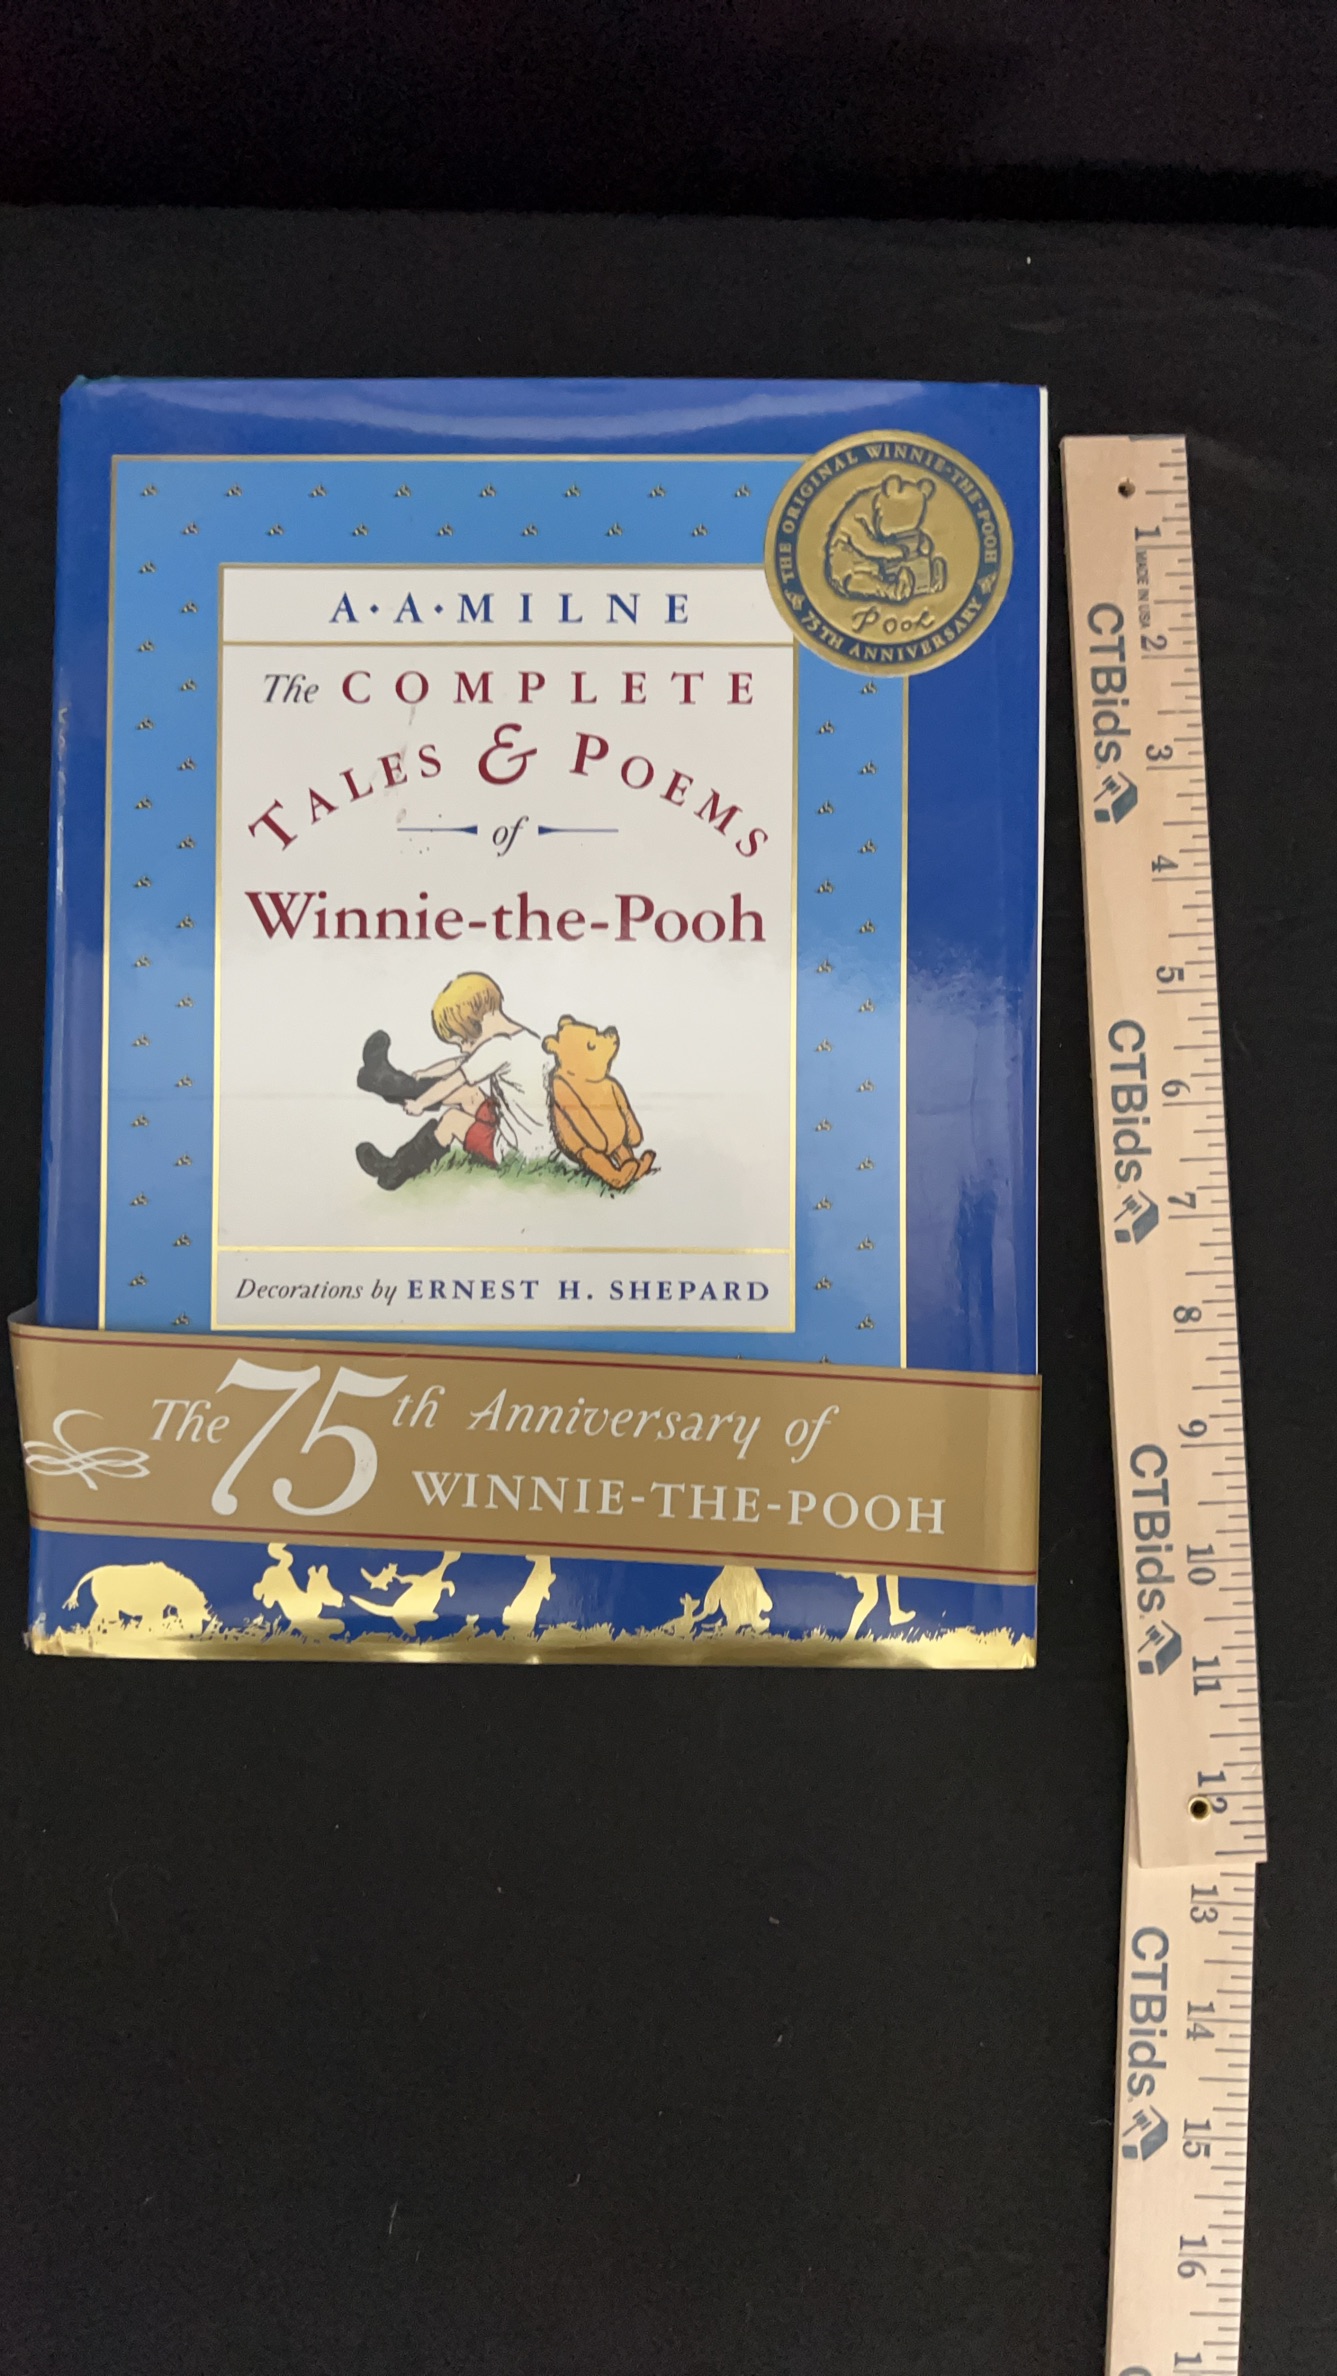 A·A·MILNE
The COMPLETE
TALES & POEMS
of
Winnie-the-Pooh
Decorations by ERNEST H. SHEPARD
THE ORIGINAL WINNIE-THE-POOH
Pooh
75TH ANNIVERSARY
The 75th Anniversary of
WINNIE-THE-POOH
1 MADE IN USA 2 3 4 5 6 7 8 9 10 11 12 13 14 15 16
CTBids
CTBids
CTBids
CTBids